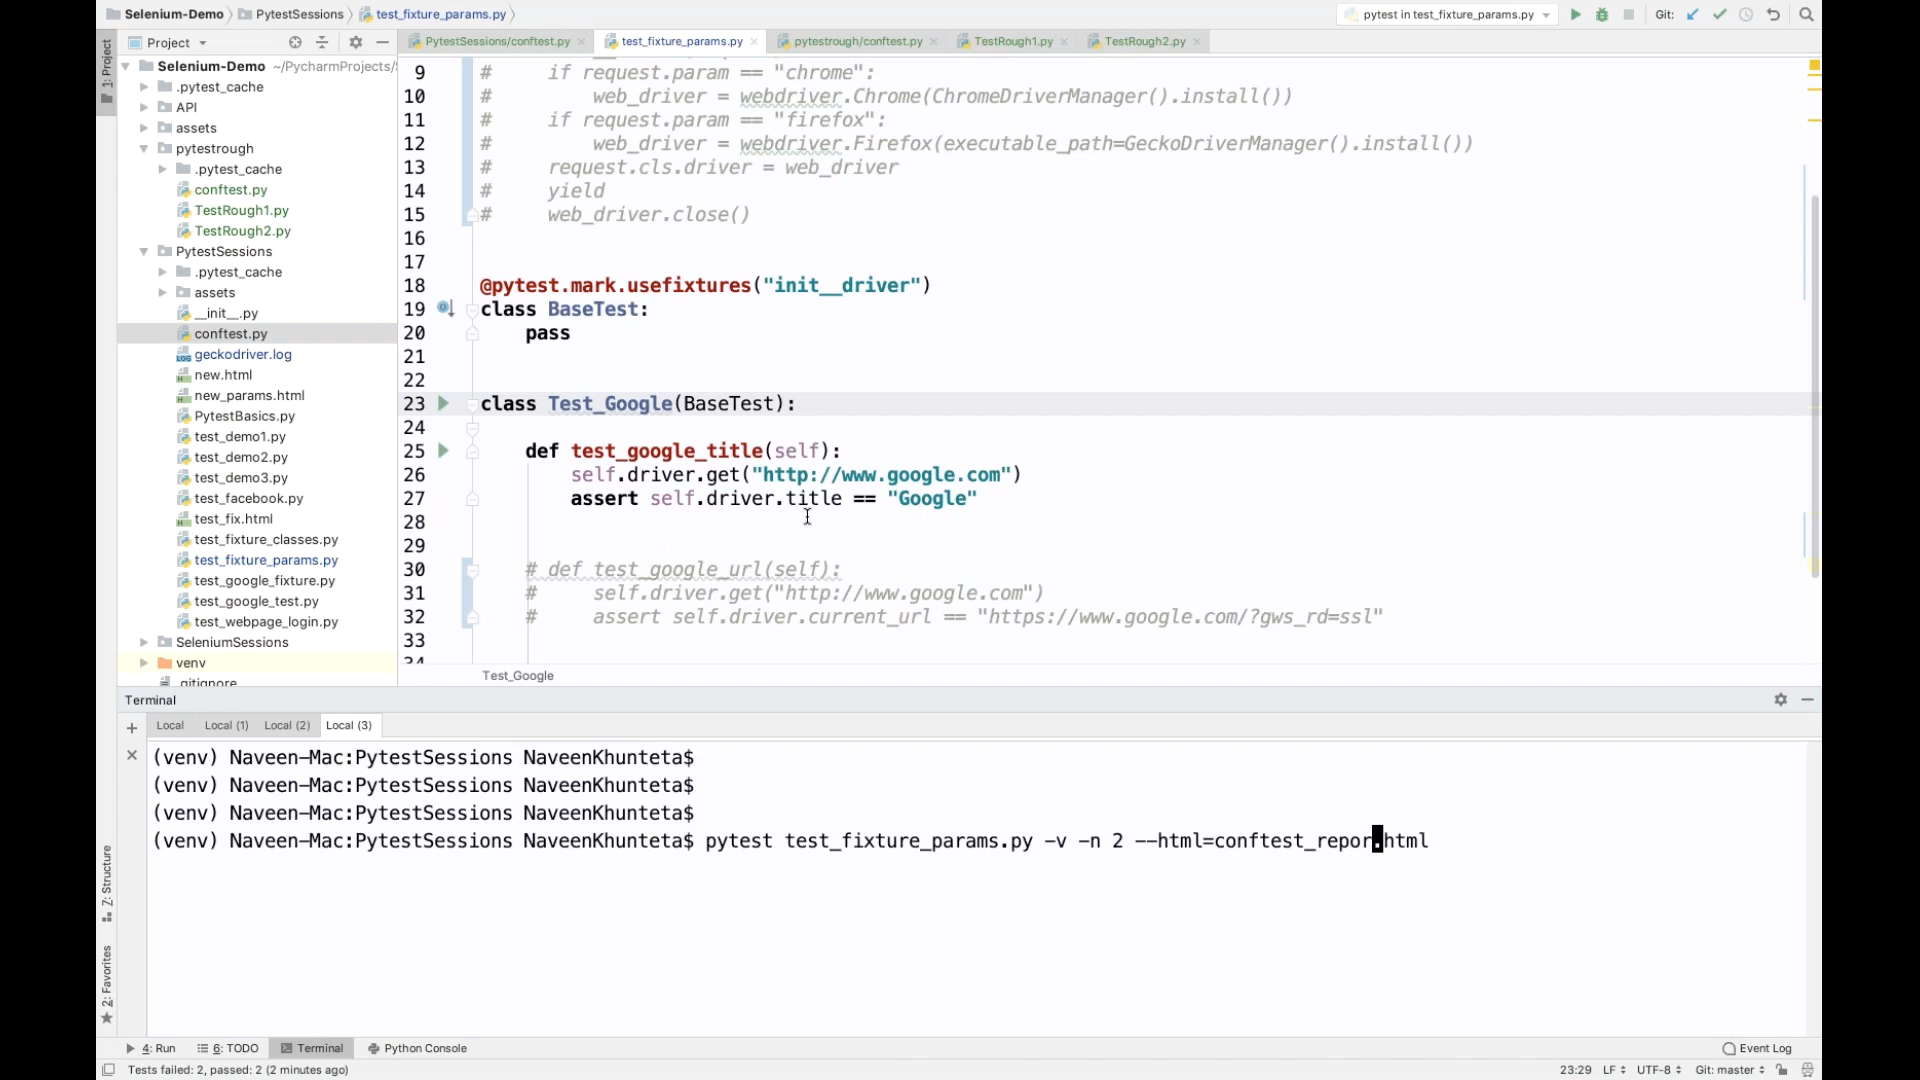 Selenium-Demo PytestSessions test_fixture_params.py
pytest in test_fixture_params.py Git:
Project
PytestSessions/conftest.py test_fixture_params.py pytestrough/conftest.py TestRough1.py TestRough2.py
1: Project
Selenium-Demo ~/PycharmProjects/
.pytest_cache
API
assets
pytestrough
.pytest_cache
conftest.py
TestRough1.py
TestRough2.py
PytestSessions
.pytest_cache
assets
__init__.py
conftest.py
geckodriver.log
new.html
new_params.html
PytestBasics.py
test_demo1.py
test_demo2.py
test_demo3.py
test_facebook.py
test_fix.html
test_fixture_classes.py
test_fixture_params.py
test_google_fixture.py
test_google_test.py
test_webpage_login.py
SeleniumSessions
venv
.gitignore
9 # if request.param == "chrome":
10 # web_driver = webdriver.Chrome(ChromeDriverManager().install())
11 # if request.param == "firefox":
12 # web_driver = webdriver.Firefox(executable_path=GeckoDriverManager().install())
13 # request.cls.driver = web_driver
14 # yield
15 # web_driver.close()
16
17
18 @pytest.mark.usefixtures("init__driver")
19 class BaseTest:
20 pass
21
22
23 class Test_Google(BaseTest):
24
25 def test_google_title(self):
26 self.driver.get("http://www.google.com")
27 assert self.driver.title == "Google"
28
29
30 # def test_google_url(self):
31 # self.driver.get("http://www.google.com")
32 # assert self.driver.current_url == "https://www.google.com/?gws_rd=ssl"
33
34
Test_Google
Terminal
Local Local (1) Local (2) Local (3)
(venv) Naveen-Mac:PytestSessions NaveenKhunteta$
(venv) Naveen-Mac:PytestSessions NaveenKhunteta$
(venv) Naveen-Mac:PytestSessions NaveenKhunteta$
(venv) Naveen-Mac:PytestSessions NaveenKhunteta$ pytest test_fixture_params.py -v -n 2 --html=conftest_repor.html
Z: Structure
2: Favorites
4: Run 6: TODO Terminal Python Console Event Log
Tests failed: 2, passed: 2 (2 minutes ago) 23:29 LF UTF-8 Git: master